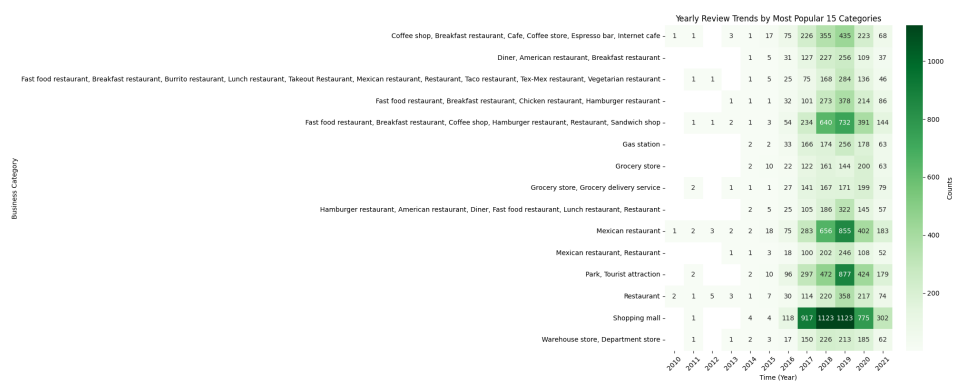 Yearly Review Trends by Most Popular 15 Categories
Coffee shop, Breakfast restaurant, Cafe, Coffee store, Espresso bar, Internet cafe 1 1 3 1 17 75 226 355 435 223 68
Diner, American restaurant, Breakfast restaurant 1 5 31 127 227 256 109 37
Fast food restaurant, Breakfast restaurant, Burrito restaurant, Lunch restaurant, Takeout Restaurant, Mexican restaurant, Restaurant, Taco restaurant, Tex-Mex restaurant, Vegetarian restaurant 1 1 1 5 25 75 168 284 136 46
Fast food restaurant, Breakfast restaurant, Chicken restaurant, Hamburger restaurant 1 1 1 32 101 273 378 214 86
Fast food restaurant, Breakfast restaurant, Coffee shop, Hamburger restaurant, Restaurant, Sandwich shop 1 1 2 1 3 54 234 640 732 391 144
Gas station 2 2 33 166 174 256 178 63
Grocery store 2 10 22 122 161 144 200 63
Grocery store, Grocery delivery service 2 1 1 1 27 141 167 171 199 79
Hamburger restaurant, American restaurant, Diner, Fast food restaurant, Lunch restaurant, Restaurant 2 5 25 105 186 322 145 57
Mexican restaurant 1 2 3 2 2 18 75 283 656 855 402 183
Mexican restaurant, Restaurant 1 1 3 18 100 202 246 108 52
Park, Tourist attraction 2 2 10 96 297 472 877 424 179
Restaurant 2 1 5 3 1 7 30 114 220 358 217 74
Shopping mall 1 4 4 118 917 1123 1123 775 302
Warehouse store, Department store 1 1 2 3 17 150 226 213 185 62
2010 2011 2012 2013 2014 2015 2016 2017 2018 2019 2020 2021
Time (Year)
Business Category
1000
800
600
400
200
Counts